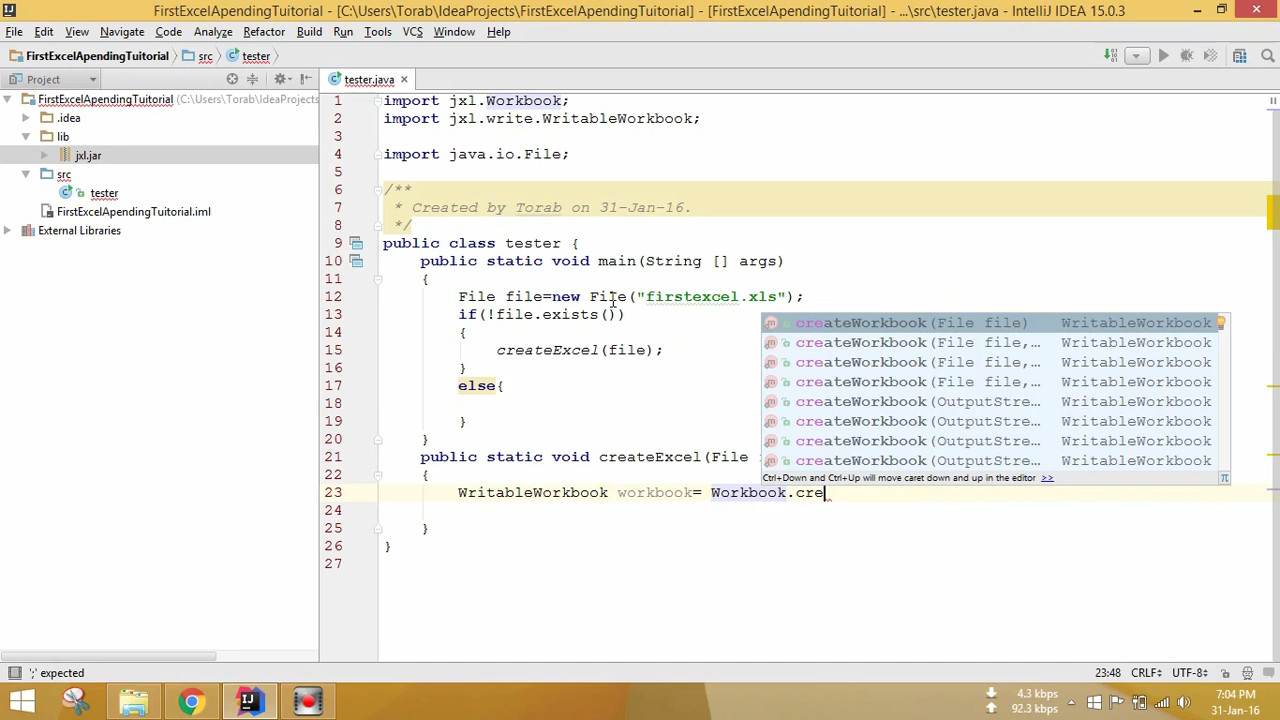 FirstExcelApendingTuitorial - [C:\Users\Torab\IdeaProjects\FirstExcelApendingTuitorial] - [FirstExcelApendingTuitorial] - ...\src\tester.java - IntelliJ IDEA 15.0.3
File Edit View Navigate Code Analyze Refactor Build Run Tools VCS Window Help
FirstExcelApendingTuitorial src tester
Project tester.java
FirstExcelApendingTuitorial (C:\Users\Torab\IdeaProjects
.idea
lib
jxl.jar
src
tester
FirstExcelApendingTuitorial.iml
External Libraries
1 import jxl.Workbook;
2 import jxl.write.WritableWorkbook;
3
4 import java.io.File;
5
6 /**
7 * Created by Torab on 31-Jan-16.
8 */
9 public class tester {
10 public static void main(String [] args)
11 {
12 File file=new File("firstexcel.xls");
13 if(!file.exists())
14 {
15 createExcel(file);
16 }
17 else{
18
19 }
20 }
21 public static void createExcel(File
22 {
23 WritableWorkbook workbook= Workbook.cre
24
25 }
26 }
27
createWorkbook(File file) WritableWorkbook
createWorkbook(File file,... WritableWorkbook
createWorkbook(File file,... WritableWorkbook
createWorkbook(File file,... WritableWorkbook
createWorkbook(OutputStre... WritableWorkbook
createWorkbook(OutputStre... WritableWorkbook
createWorkbook(OutputStre... WritableWorkbook
createWorkbook(OutputStre... WritableWorkbook
Ctrl+Down and Ctrl+Up will move caret down and up in the editor >> π
';' expected 23:48 CRLF÷ UTF-8÷
4.3 kbps
92.3 kbps
7:04 PM
31-Jan-16